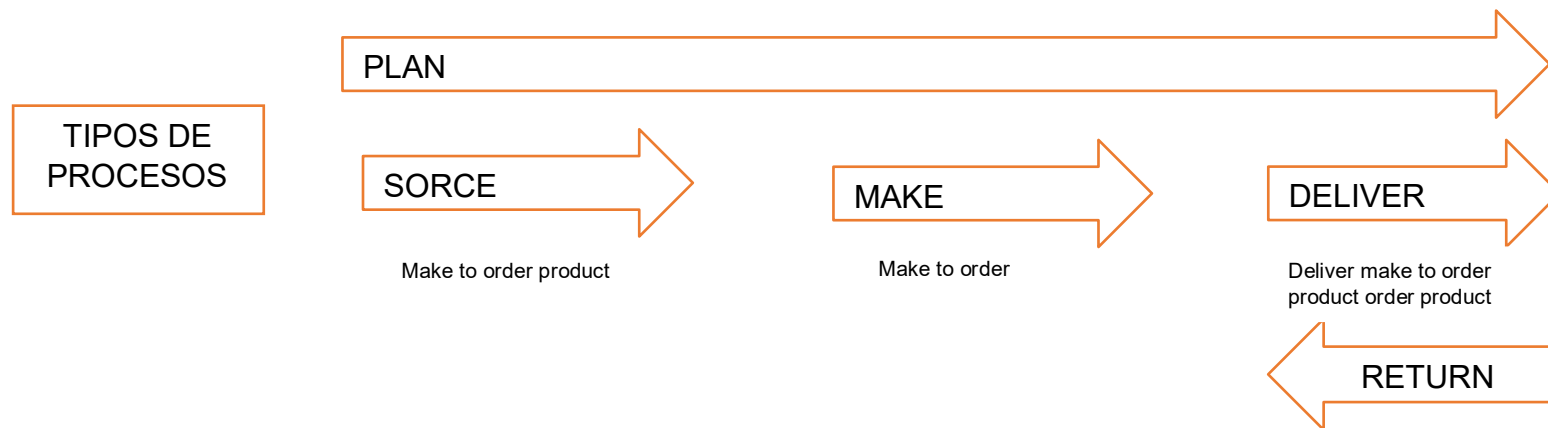 PLAN
TIPOS DE
PROCESOS
SORCE
MAKE
DELIVER
Make to order product
Make to order
Deliver make to order
product order product
RETURN